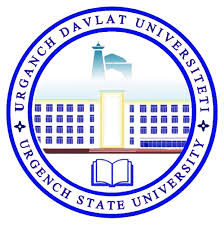 URGANCH DAVLAT UNIVERSITETI
URGENCH STATE UNIVERSITY